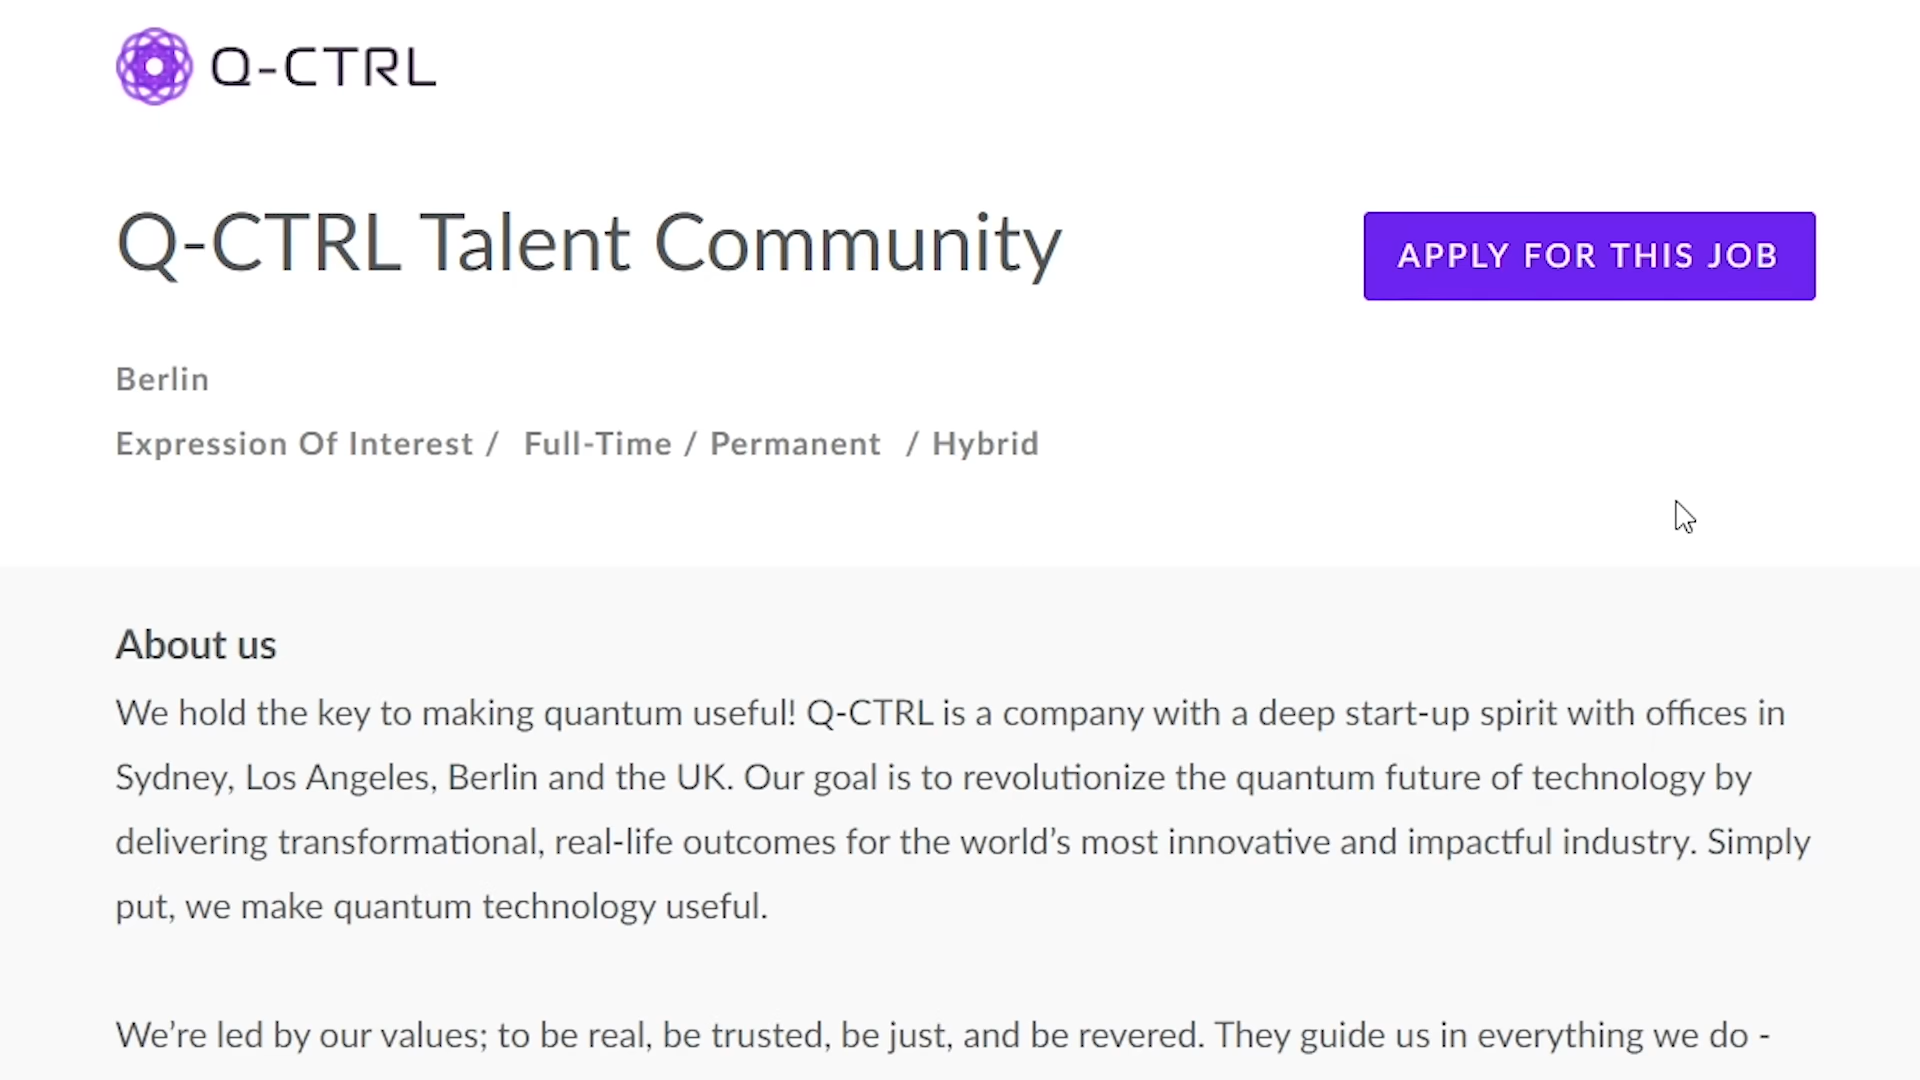 Q-CTRL
Q-CTRL Talent Community
APPLY FOR THIS JOB
Berlin
Expression Of Interest / Full-Time / Permanent / Hybrid
About us
We hold the key to making quantum useful! Q-CTRL is a company with a deep start-up spirit with offices in
Sydney, Los Angeles, Berlin and the UK. Our goal is to revolutionize the quantum future of technology by
delivering transformational, real-life outcomes for the world’s most innovative and impactful industry. Simply
put, we make quantum technology useful.
We’re led by our values; to be real, be trusted, be just, and be revered. They guide us in everything we do -